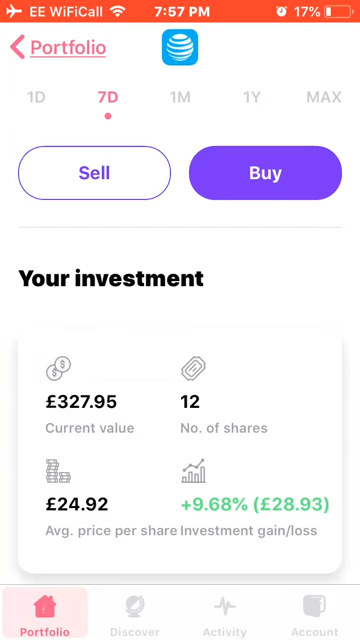 EE WiFiCall 7:57 PM 17%
Portfolio
1D 7D 1M 1Y MAX
Sell Buy
Your investment
£327.95 12
Current value No. of shares
£24.92 +9.68% (£28.93)
Avg. price per share Investment gain/loss
Portfolio Discover Activity Account